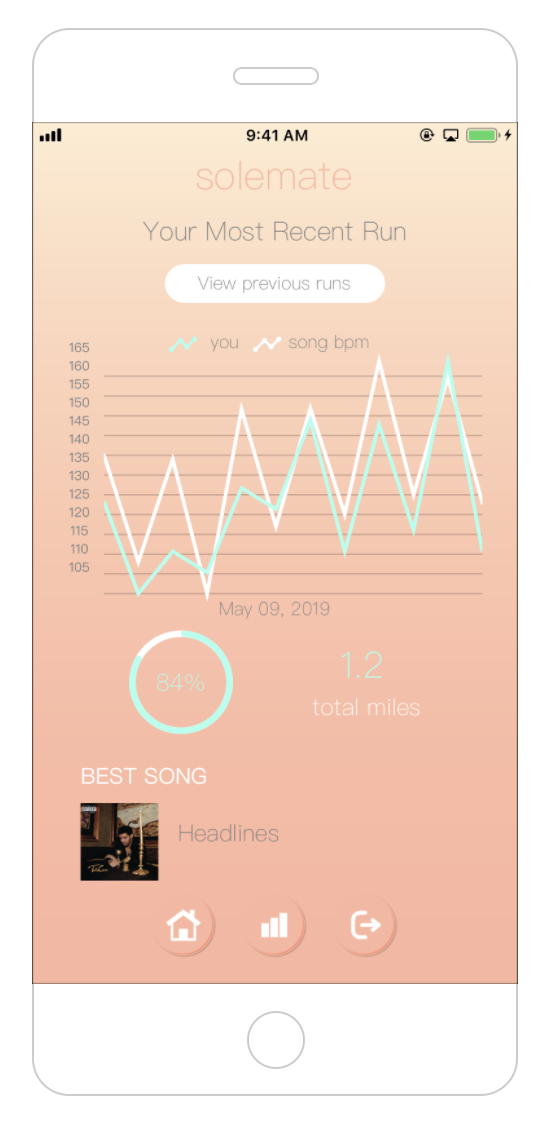 9:41 AM
solemate
Your Most Recent Run
View previous runs
you song bpm
165
160
155
150
145
140
135
130
125
120
115
110
105
May 09, 2019
84%
1.2
total miles
BEST SONG
Headlines